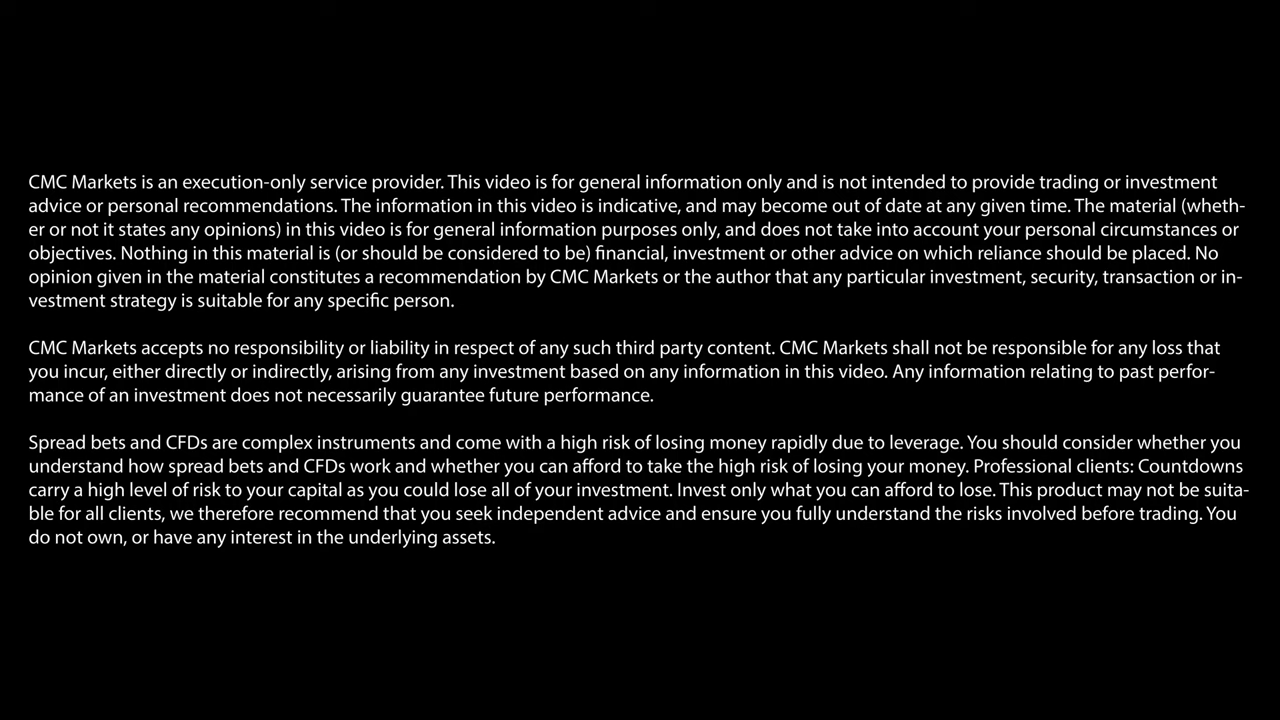 CMC Markets is an execution-only service provider. This video is for general information only and is not intended to provide trading or investment
advice or personal recommendations. The information in this video is indicative, and may become out of date at any given time. The material (wheth-
er or not it states any opinions) in this video is for general information purposes only, and does not take into account your personal circumstances or
objectives. Nothing in this material is (or should be considered to be) financial, investment or other advice on which reliance should be placed. No
opinion given in the material constitutes a recommendation by CMC Markets or the author that any particular investment, security, transaction or in-
vestment strategy is suitable for any specific person.
CMC Markets accepts no responsibility or liability in respect of any such third party content. CMC Markets shall not be responsible for any loss that
you incur, either directly or indirectly, arising from any investment based on any information in this video. Any information relating to past perfor-
mance of an investment does not necessarily guarantee future performance.
Spread bets and CFDs are complex instruments and come with a high risk of losing money rapidly due to leverage. You should consider whether you
understand how spread bets and CFDs work and whether you can afford to take the high risk of losing your money. Professional clients: Countdowns
carry a high level of risk to your capital as you could lose all of your investment. Invest only what you can afford to lose. This product may not be suita-
ble for all clients, we therefore recommend that you seek independent advice and ensure you fully understand the risks involved before trading. You
do not own, or have any interest in the underlying assets.